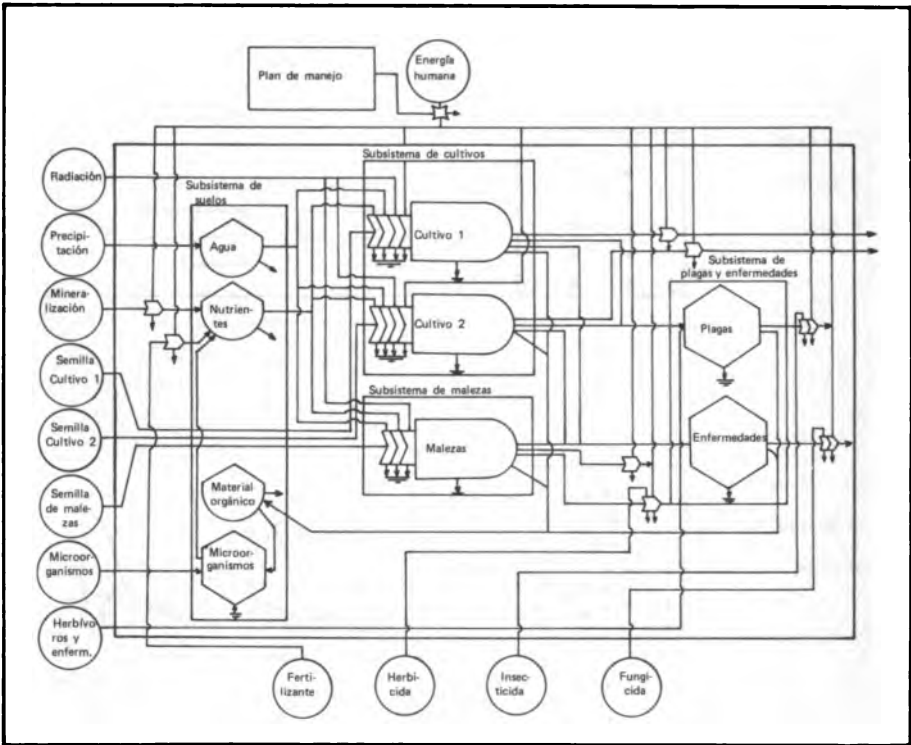 Plan de manejo
Energía
humana
Radiación
Precipi-
tación
Minera-
lización
Semilla
Cultivo 1
Semilla
Cultivo 2
Semilla
de male-
zas
Microor-
ganismos
Herbívo
ros y
enferm.
Subsistema de
suelos
Agua
Nutrien-
tes
Material
orgánico
Microor-
ganismos
Subsistema de cultivos
Cultivo 1
Cultivo 2
Subsistema de malezas
Malezas
Subsistema de
plagas y enfermedades
Plagas
Enfermedades
Ferti-
lizante
Herbi-
cida
Insec-
ticida
Fungi-
cida